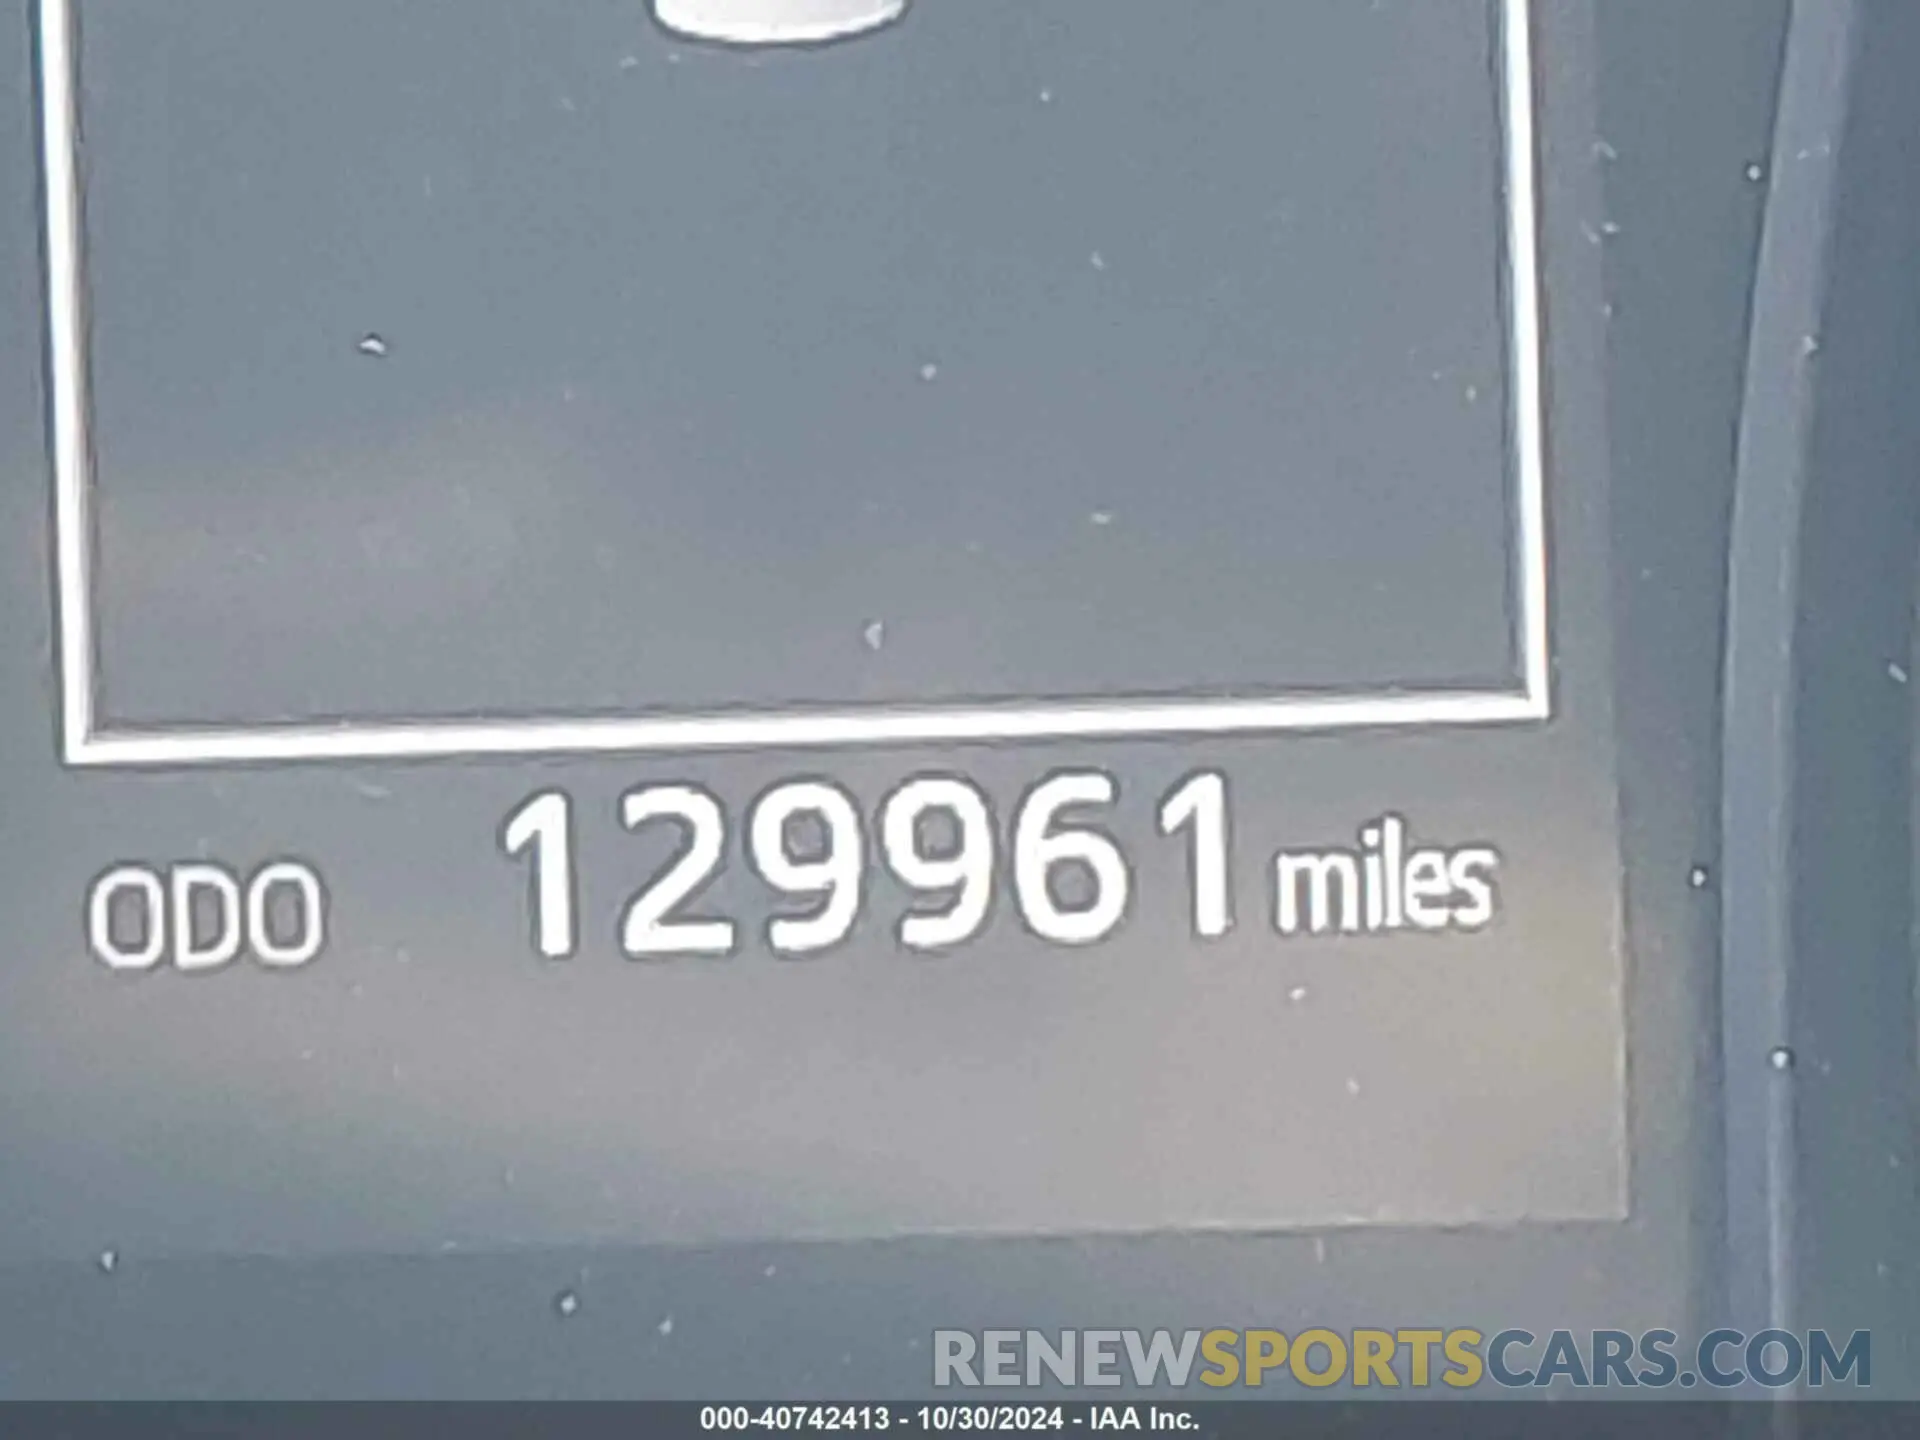 ODO 129961 miles
RENEWSPORTSCARS.COM
000-40742413 - 10/30/2024 - IAA Inc.